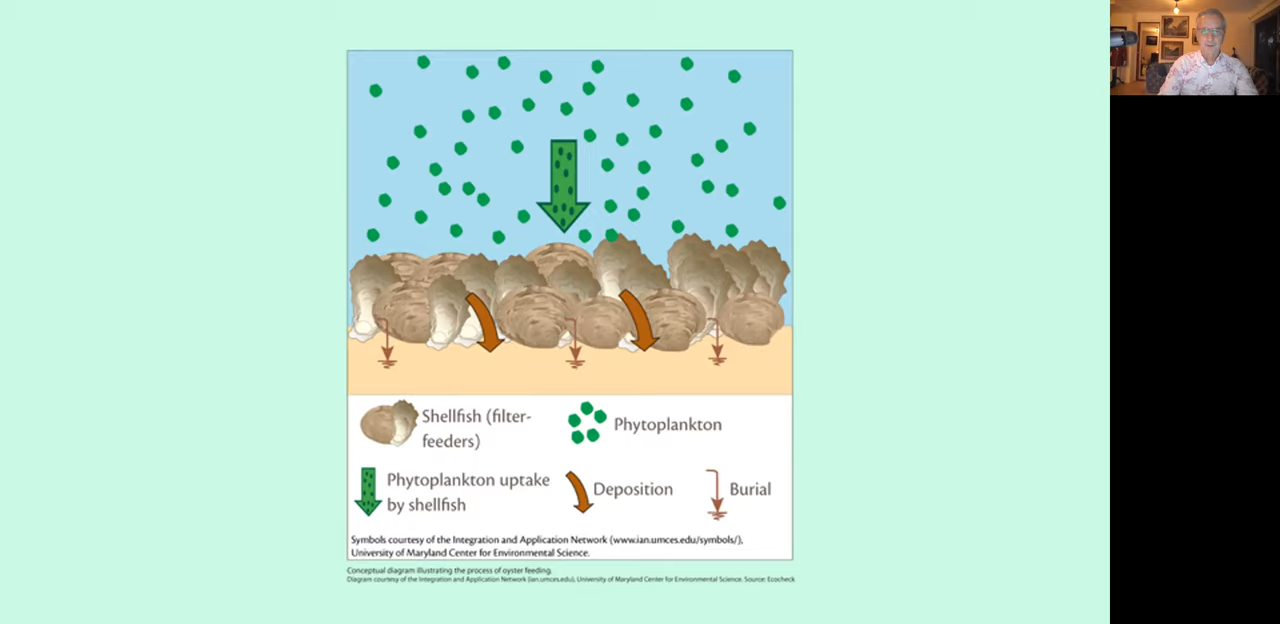 Shellfish (filter-
feeders)
Phytoplankton
Phytoplankton uptake
by shellfish
Deposition
Burial
Symbols courtesy of the Integration and Application Network (www.ian.umces.edu/symbols/),
University of Maryland Center for Environmental Science.
Conceptual diagram illustrating the process of oyster feeding.
Diagram courtesy of the Integration and Application Network (ian.umces.edu), University of Maryland Center for Environmental Science. Source: Ecocheck